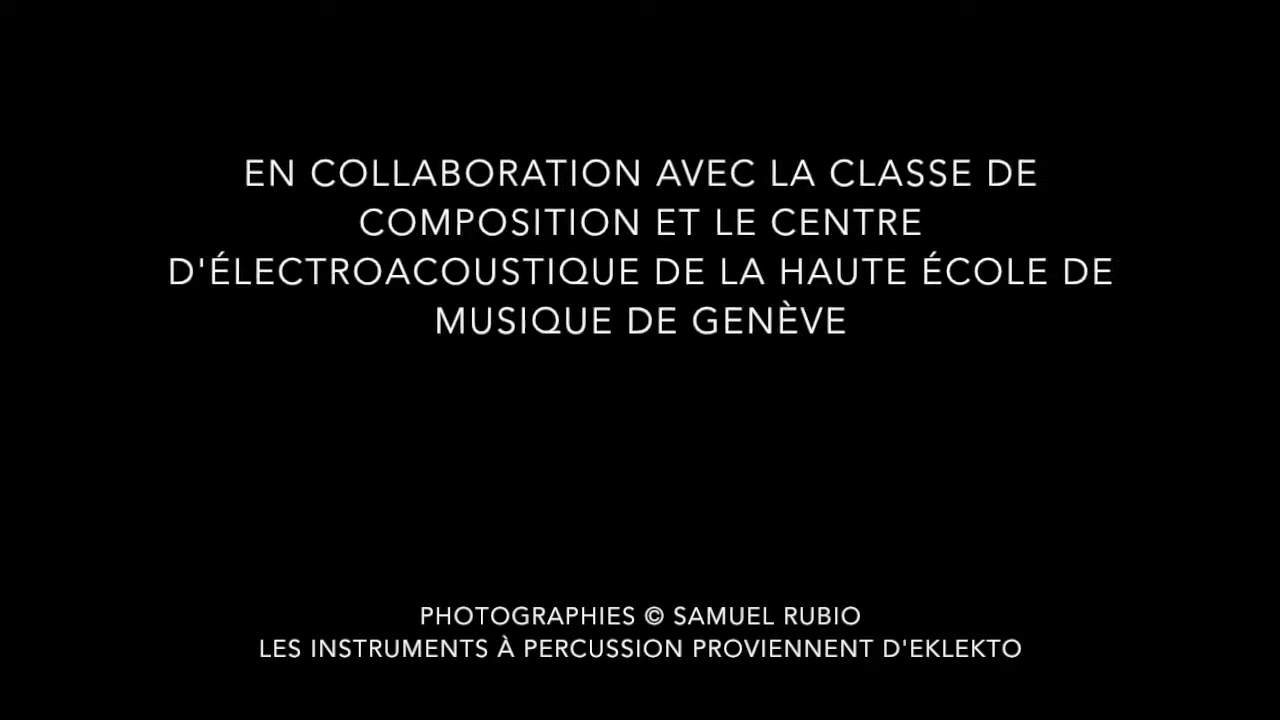 EN COLLABORATION AVEC LA CLASSE DE
COMPOSITION ET LE CENTRE
D'ÉLECTROACOUSTIQUE DE LA HAUTE ÉCOLE DE
MUSIQUE DE GENÈVE
PHOTOGRAPHIES © SAMUEL RUBIO
LES INSTRUMENTS À PERCUSSION PROVIENNENT D'EKLEKTO